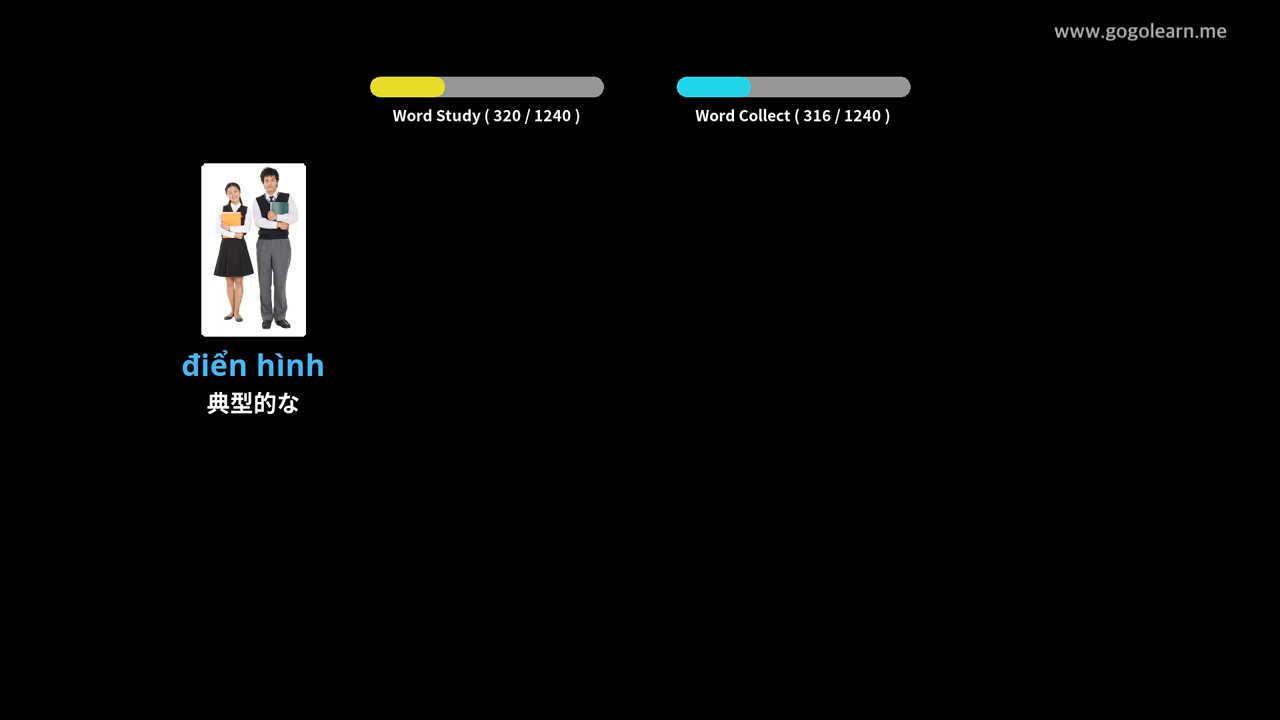 www.gogolearn.me
Word Study ( 320 / 1240 )
Word Collect ( 316 / 1240 )
điển hình
典型的な